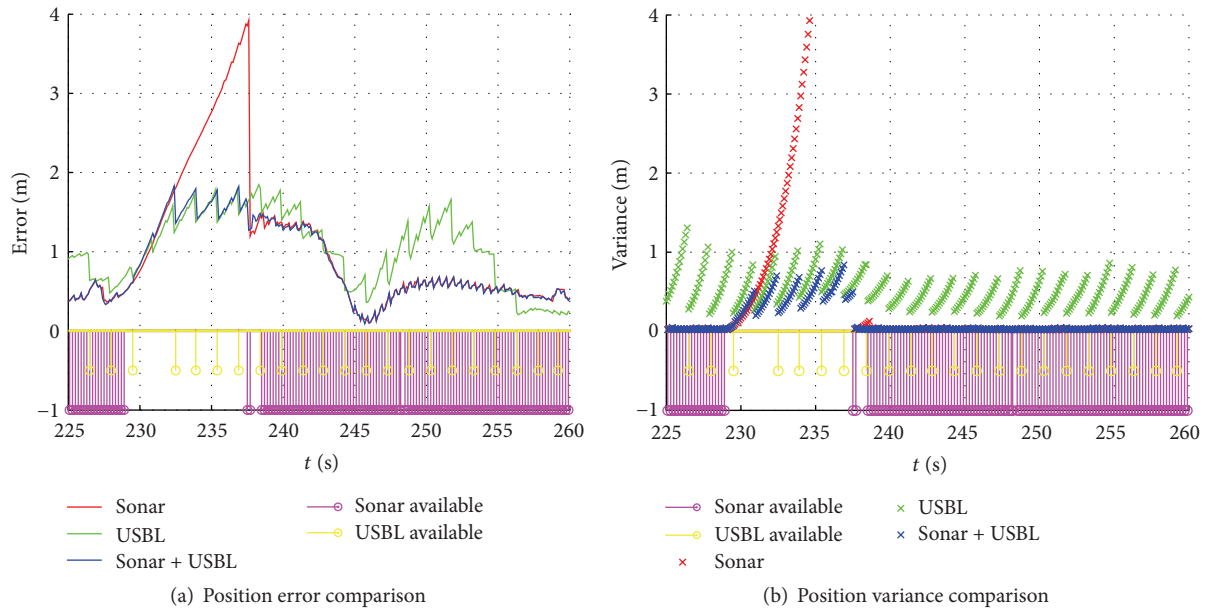 4
3
2
1
0
−1
Error (m)
225 230 235 240 245 250 255 260
t (s)
Sonar
USBL
Sonar + USBL
Sonar available
USBL available
(a) Position error comparison
4
3
2
1
0
−1
Variance (m)
225 230 235 240 245 250 255 260
t (s)
Sonar available
USBL available
Sonar
USBL
Sonar + USBL
(b) Position variance comparison